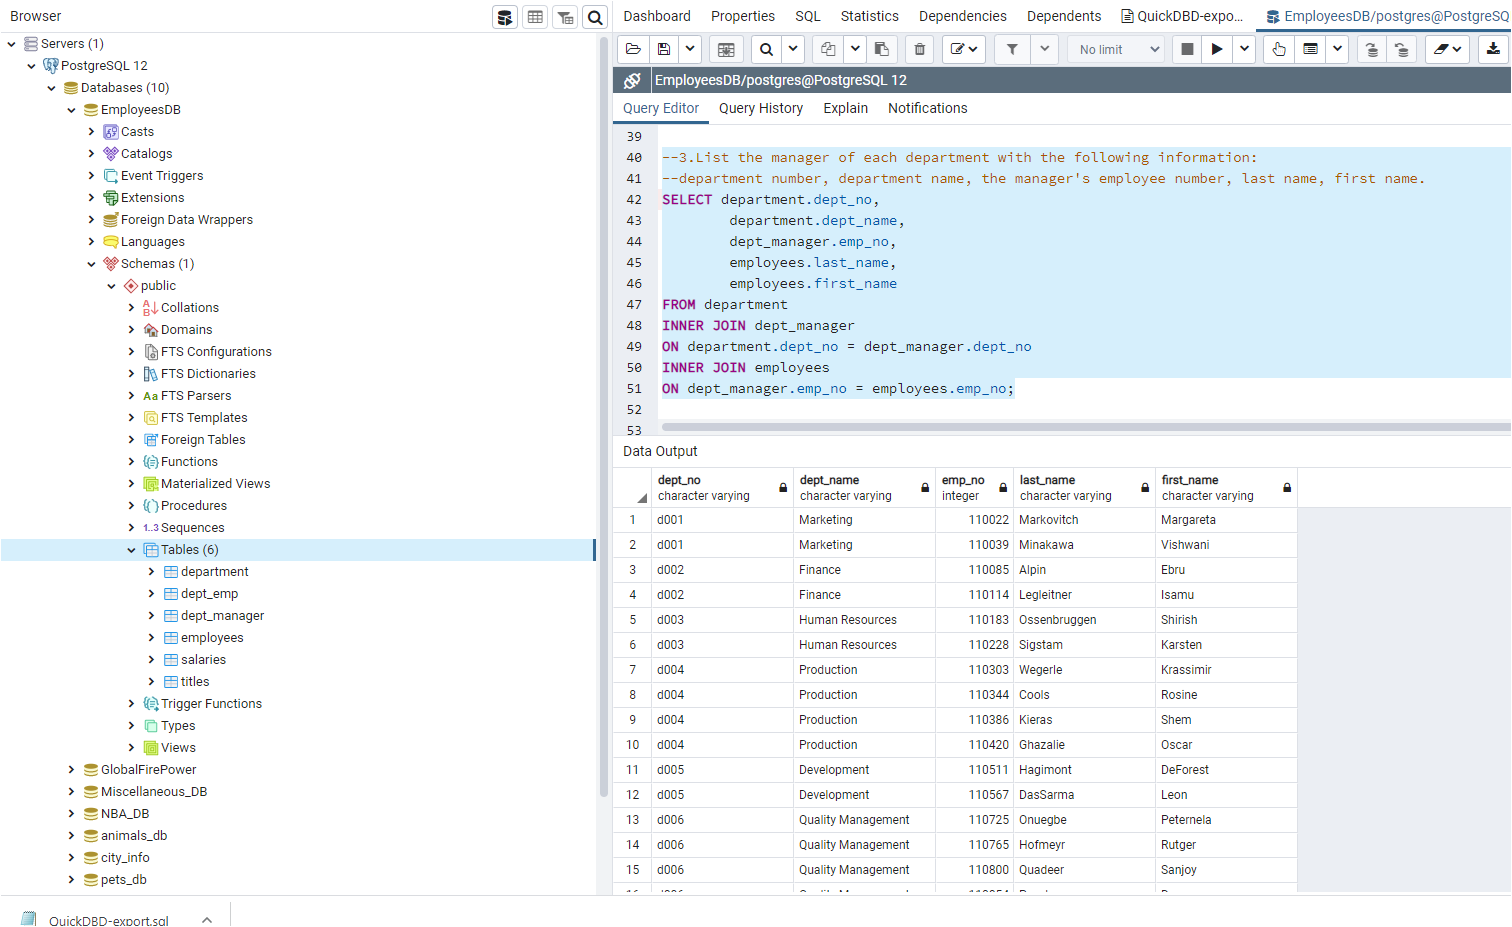 Browser
Servers (1)
PostgreSQL 12
Databases (10)
EmployeesDB
Casts
Catalogs
Event Triggers
Extensions
Foreign Data Wrappers
Languages
Schemas (1)
public
Collations
Domains
FTS Configurations
FTS Dictionaries
Aa FTS Parsers
FTS Templates
Foreign Tables
Functions
Materialized Views
Procedures
1..3 Sequences
Tables (6)
department
dept_emp
dept_manager
employees
salaries
titles
Trigger Functions
Types
Views
GlobalFirePower
Miscellaneous_DB
NBA_DB
animals_db
city_info
pets_db
Dashboard Properties SQL Statistics Dependencies Dependents QuickDBD-expo... EmployeesDB/postgres@PostgreSQ
No limit
EmployeesDB/postgres@PostgreSQL 12
Query Editor Query History Explain Notifications
39
40 --3.List the manager of each department with the following information:
41 --department number, department name, the manager's employee number, last name, first name.
42 SELECT department.dept_no,
43 department.dept_name,
44 dept_manager.emp_no,
45 employees.last_name,
46 employees.first_name
47 FROM department
48 INNER JOIN dept_manager
49 ON department.dept_no = dept_manager.dept_no
50 INNER JOIN employees
51 ON dept_manager.emp_no = employees.emp_no;
52
53
Data Output
dept_no dept_name emp_no last_name first_name
character varying character varying integer character varying character varying
1 d001 Marketing 110022 Markovitch Margareta
2 d001 Marketing 110039 Minakawa Vishwani
3 d002 Finance 110085 Alpin Ebru
4 d002 Finance 110114 Legleitner Isamu
5 d003 Human Resources 110183 Ossenbruggen Shirish
6 d003 Human Resources 110228 Sigstam Karsten
7 d004 Production 110303 Wegerle Krassimir
8 d004 Production 110344 Cools Rosine
9 d004 Production 110386 Kieras Shem
10 d004 Production 110420 Ghazalie Oscar
11 d005 Development 110511 Hagimont DeForest
12 d005 Development 110567 DasSarma Leon
13 d006 Quality Management 110725 Onuegbe Peternela
14 d006 Quality Management 110765 Hofmeyr Rutger
15 d006 Quality Management 110800 Quadeer Sanjoy
QuickDBD-export.sql